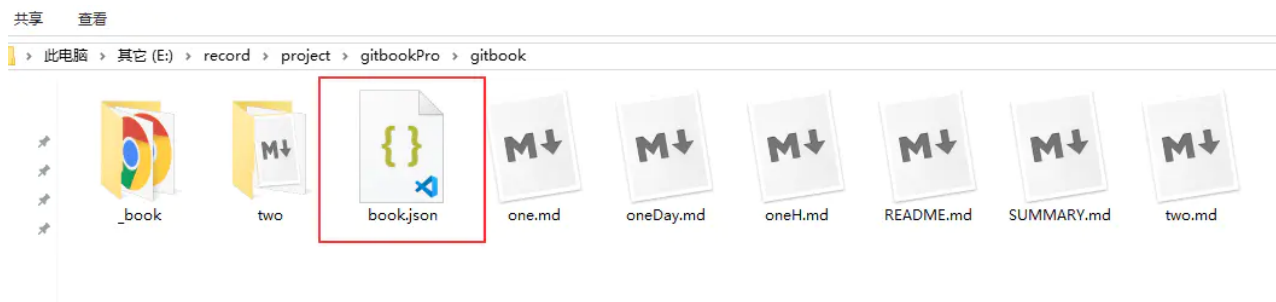 共享 查看
此电脑 > 其它 (E:) > record > project > gitbookPro > gitbook
_book two book.json one.md oneDay.md oneH.md README.md SUMMARY.md two.md